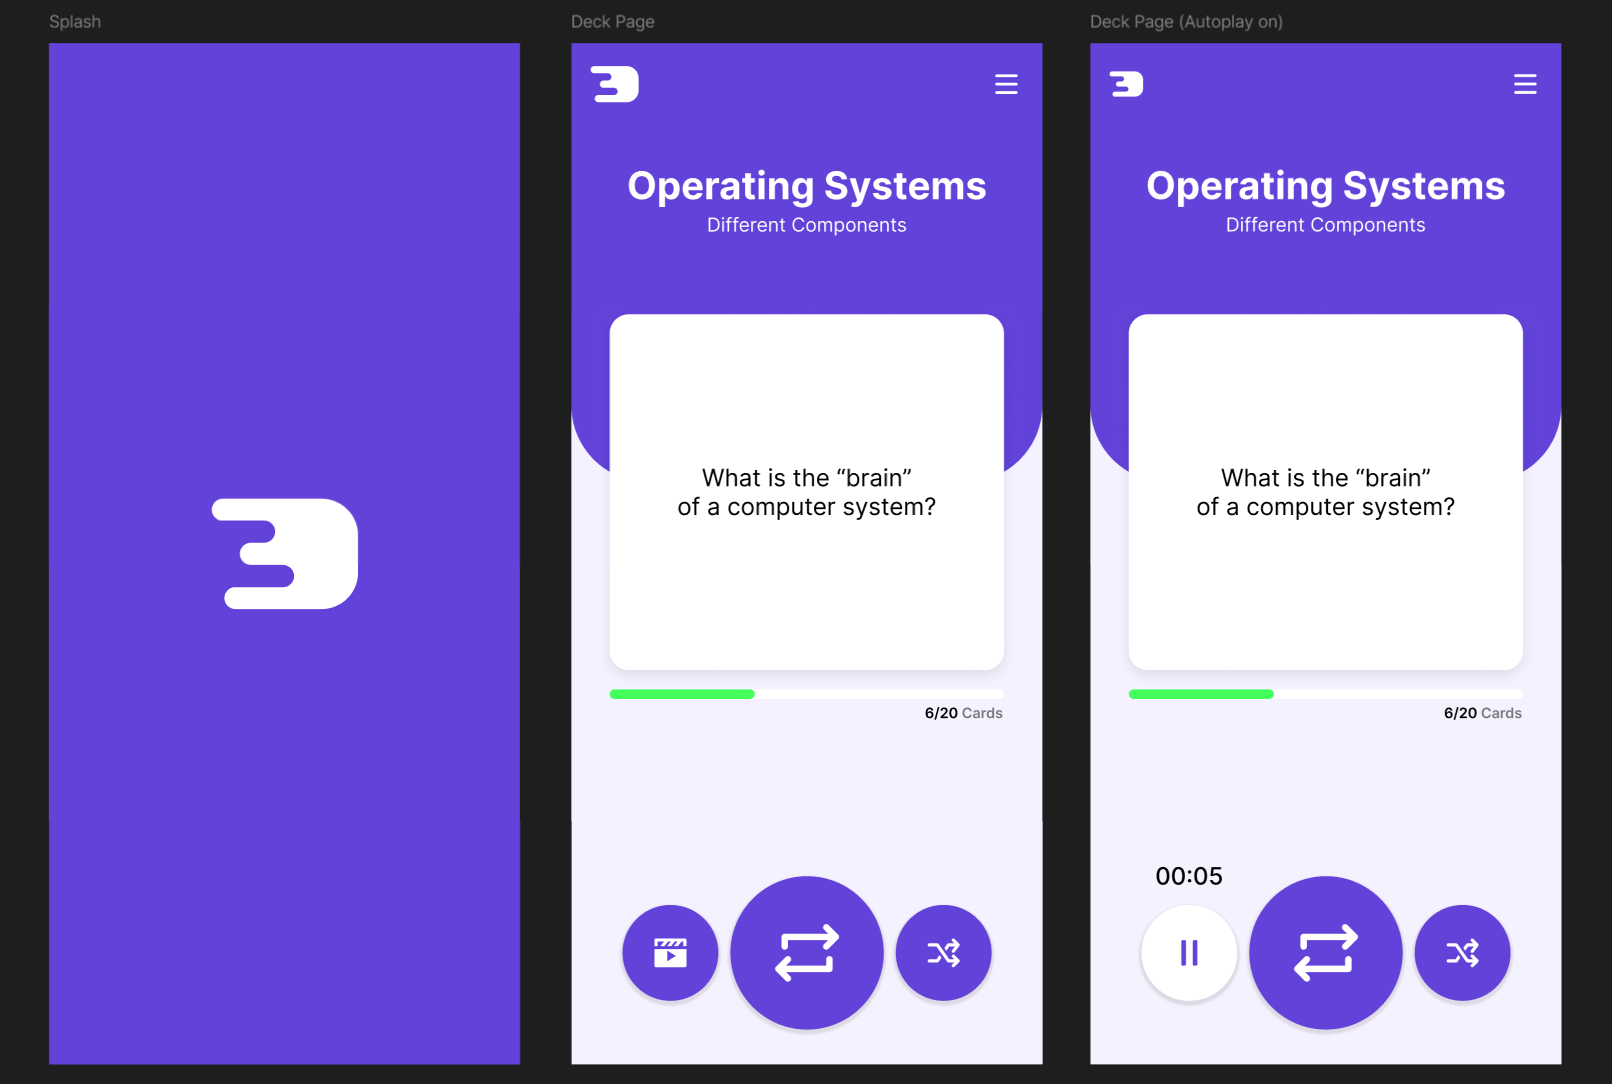 Splash
Deck Page
Operating Systems
Different Components
What is the “brain”
of a computer system?
6/20 Cards
Deck Page (Autoplay on)
Operating Systems
Different Components
What is the “brain”
of a computer system?
6/20 Cards
00:05